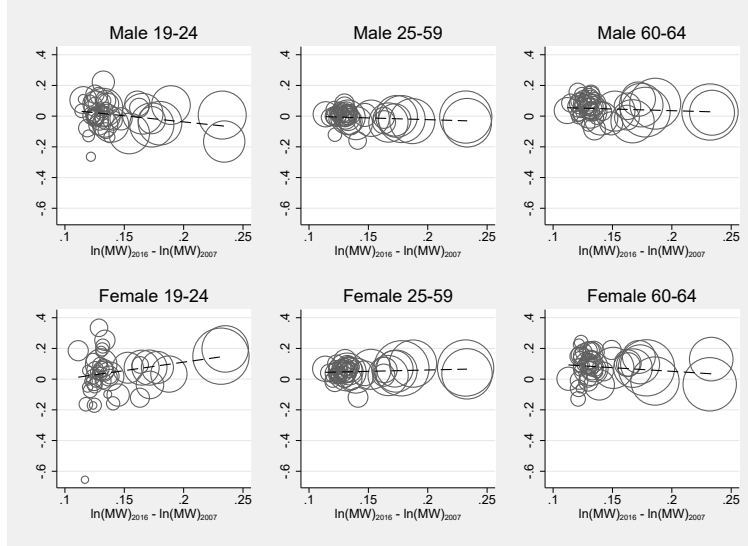 Male 19-24
Male 25-59
Male 60-64
.4
.2
0
-.2
-.4
-.6
.4
.2
0
-.2
-.4
-.6
.4
.2
0
-.2
-.4
-.6
.1 .15 .2 .25
.1 .15 .2 .25
.1 .15 .2 .25
ln(MW)₂₀₁₆ - ln(MW)₂₀₀₇
ln(MW)₂₀₁₆ - ln(MW)₂₀₀₇
ln(MW)₂₀₁₆ - ln(MW)₂₀₀₇
Female 19-24
Female 25-59
Female 60-64
.4
.2
0
-.2
-.4
-.6
.4
.2
0
-.2
-.4
-.6
.4
.2
0
-.2
-.4
-.6
.1 .15 .2 .25
.1 .15 .2 .25
.1 .15 .2 .25
ln(MW)₂₀₁₆ - ln(MW)₂₀₀₇
ln(MW)₂₀₁₆ - ln(MW)₂₀₀₇
ln(MW)₂₀₁₆ - ln(MW)₂₀₀₇